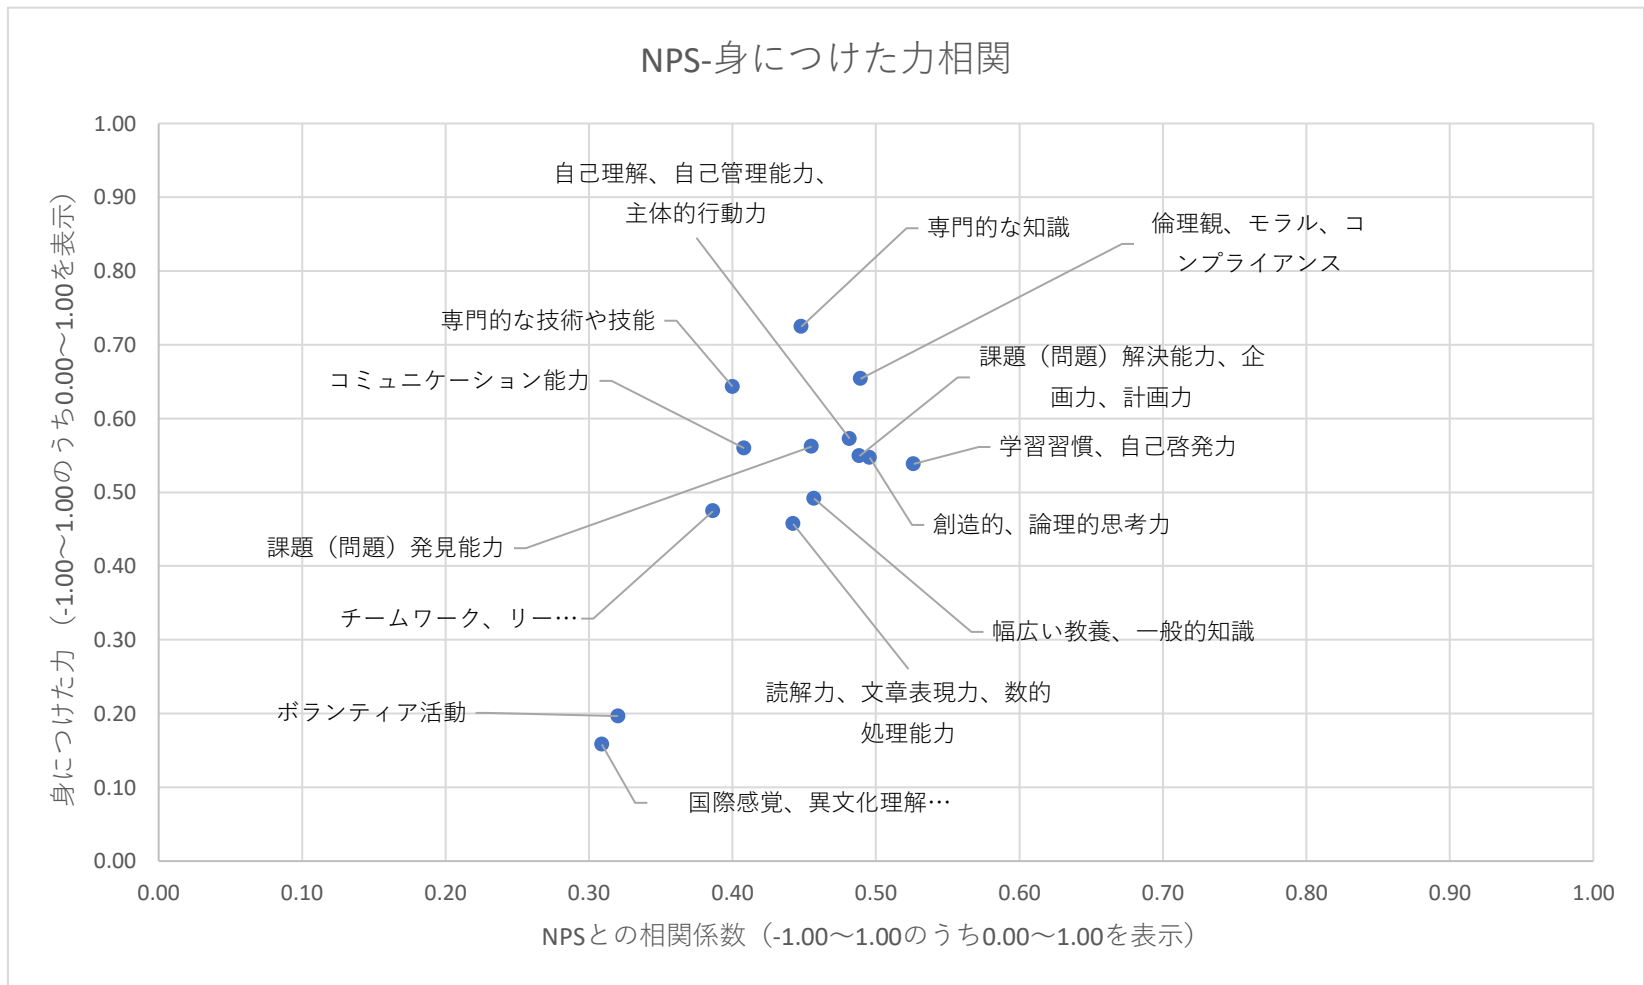 NPS-身につけた力相関
1.00
0.90
0.80
0.70
0.60
0.50
0.40
0.30
0.20
0.10
0.00
身につけた力（-1.00～1.00のうち0.00～1.00を表示）
自己理解、自己管理能力、
主体的行動力
専門的な知識
倫理観、モラル、コ
ンプライアンス
専門的な技術や技能
課題（問題）解決能力、企
画力、計画力
コミュニケーション能力
学習習慣、自己啓発力
創造的、論理的思考力
課題（問題）発見能力
チームワーク、リー…
幅広い教養、一般的知識
読解力、文章表現力、数的
処理能力
ボランティア活動
国際感覚、異文化理解…
0.00 0.10 0.20 0.30 0.40 0.50 0.60 0.70 0.80 0.90 1.00
NPSとの相関係数（-1.00～1.00のうち0.00～1.00を表示）